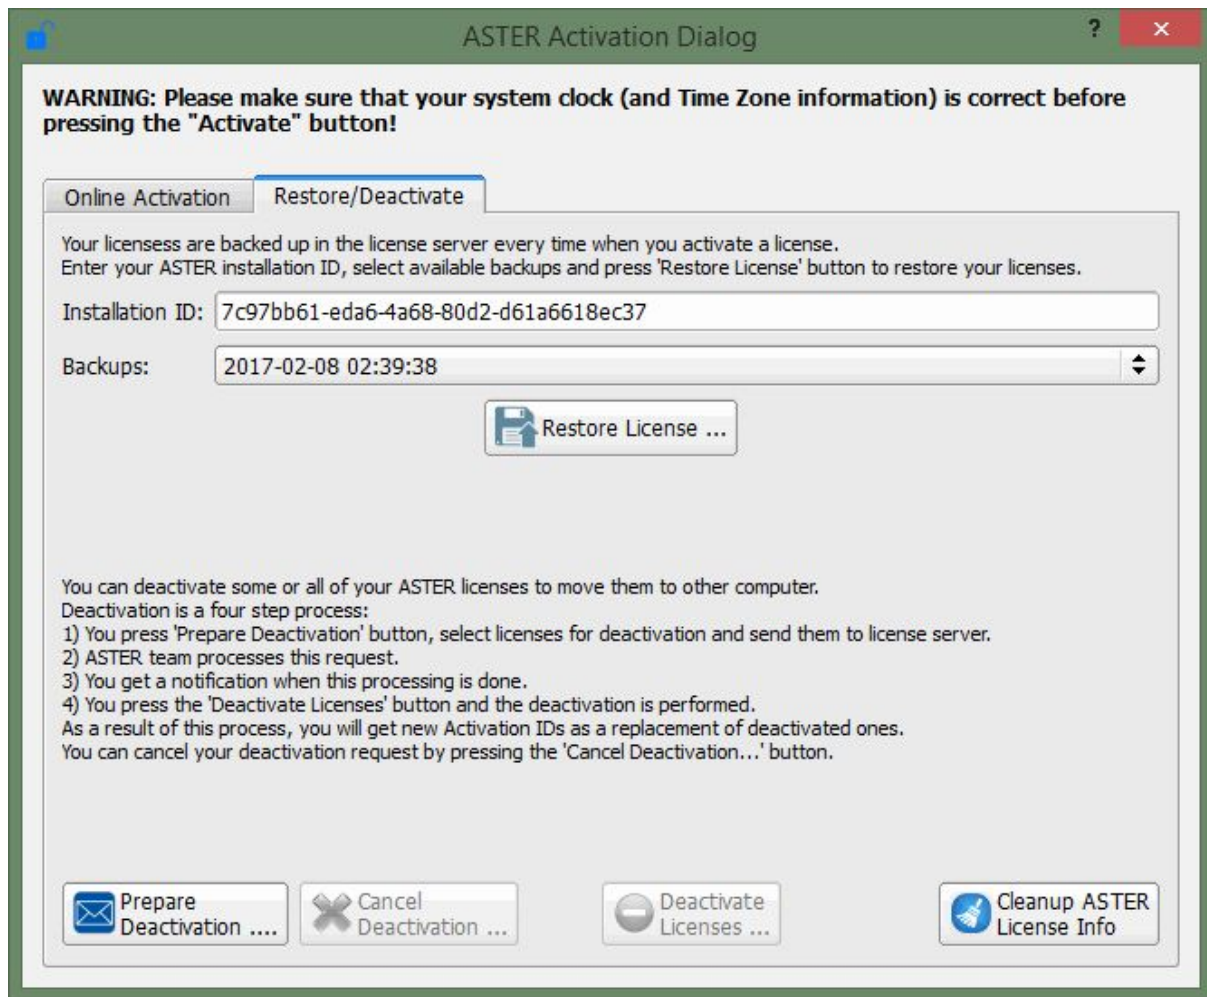 ASTER Activation Dialog
?
WARNING: Please make sure that your system clock (and Time Zone information) is correct before
pressing the "Activate" button!
Online Activation
Restore/Deactivate
Your licensess are backed up in the license server every time when you activate a license.
Enter your ASTER installation ID, select available backups and press 'Restore License' button to restore your licenses.
Installation ID: 7c97bb61-eda6-4a68-80d2-d61a6618ec37
Backups: 2017-02-08 02:39:38
Restore License ...
You can deactivate some or all of your ASTER licenses to move them to other computer.
Deactivation is a four step process:
1) You press 'Prepare Deactivation' button, select licenses for deactivation and send them to license server.
2) ASTER team processes this request.
3) You get a notification when this processing is done.
4) You press the 'Deactivate Licenses' button and the deactivation is performed.
As a result of this process, you will get new Activation IDs as a replacement of deactivated ones.
You can cancel your deactivation request by pressing the 'Cancel Deactivation...' button.
Prepare
Deactivation ....
Cancel
Deactivation ...
Deactivate
Licenses ...
Cleanup ASTER
License Info